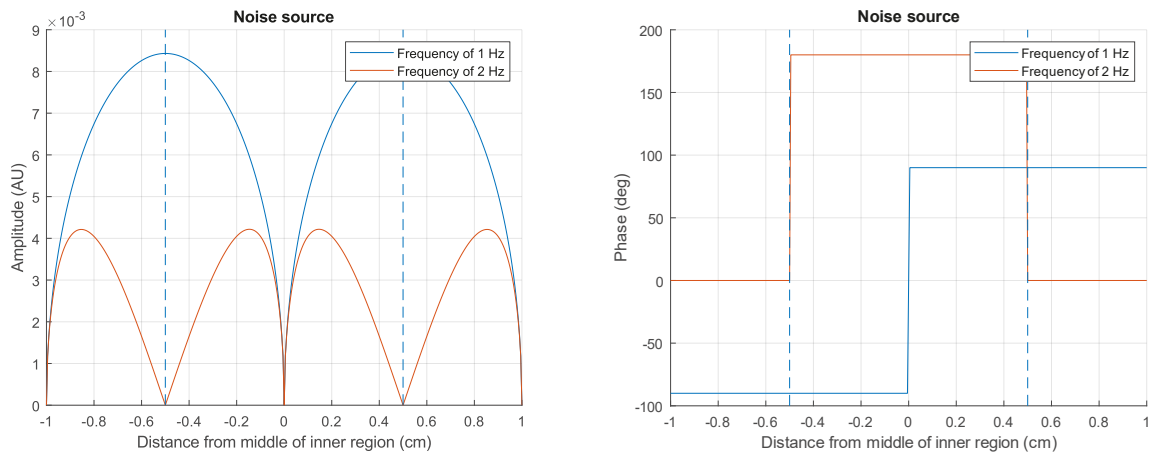 Noise source
×10⁻³
9
8
7
6
5
4
3
2
1
0
Amplitude (AU)
Frequency of 1 Hz
Frequency of 2 Hz
-1 -0.8 -0.6 -0.4 -0.2 0 0.2 0.4 0.6 0.8 1
Distance from middle of inner region (cm)
Noise source
200
150
100
50
0
-50
-100
Phase (deg)
Frequency of 1 Hz
Frequency of 2 Hz
-1 -0.8 -0.6 -0.4 -0.2 0 0.2 0.4 0.6 0.8 1
Distance from middle of inner region (cm)